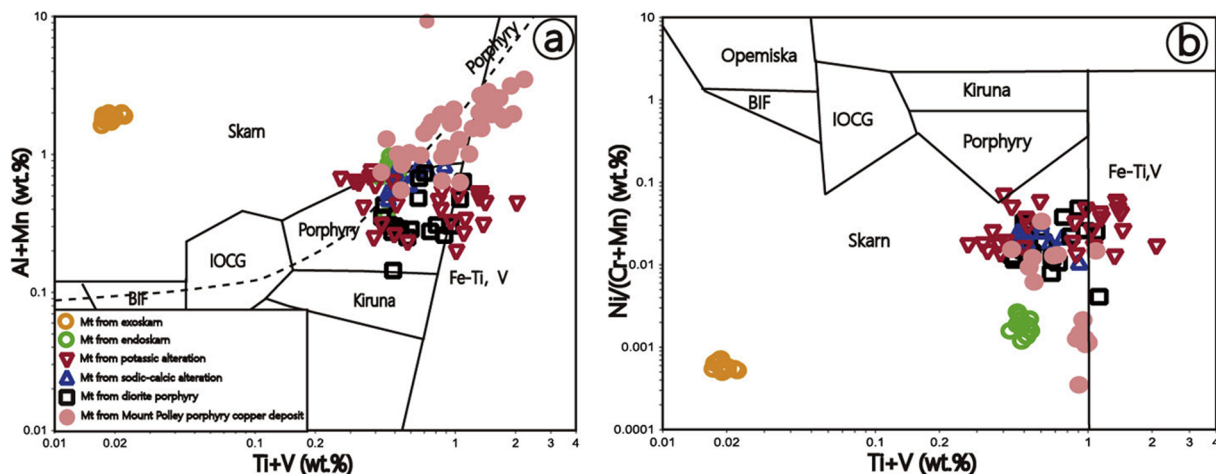 a
10
1
0.1
0.01
Al+Mn (wt.%)
Porphyry
Skarn
IOCG
Porphyry
BIF
Kiruna
Fe-Ti, V
Mt from exoskarn
Mt from endoskarn
Mt from potassic alteration
Mt from sodic-calcic alteration
Mt from diorite porphyry
Mt from Mount Polley porphyry copper deposit
0.01 0.02 0.1 0.2 1 2 4
Ti+V (wt.%)
b
10
1
0.1
0.01
0.001
0.0001
Ni/(Cr+Mn) (wt.%)
Opemiska
BIF
IOCG
Kiruna
Porphyry
Fe-Ti,V
Skarn
0.01 0.02 0.1 0.2 1 2 4
Ti+V (wt.%)